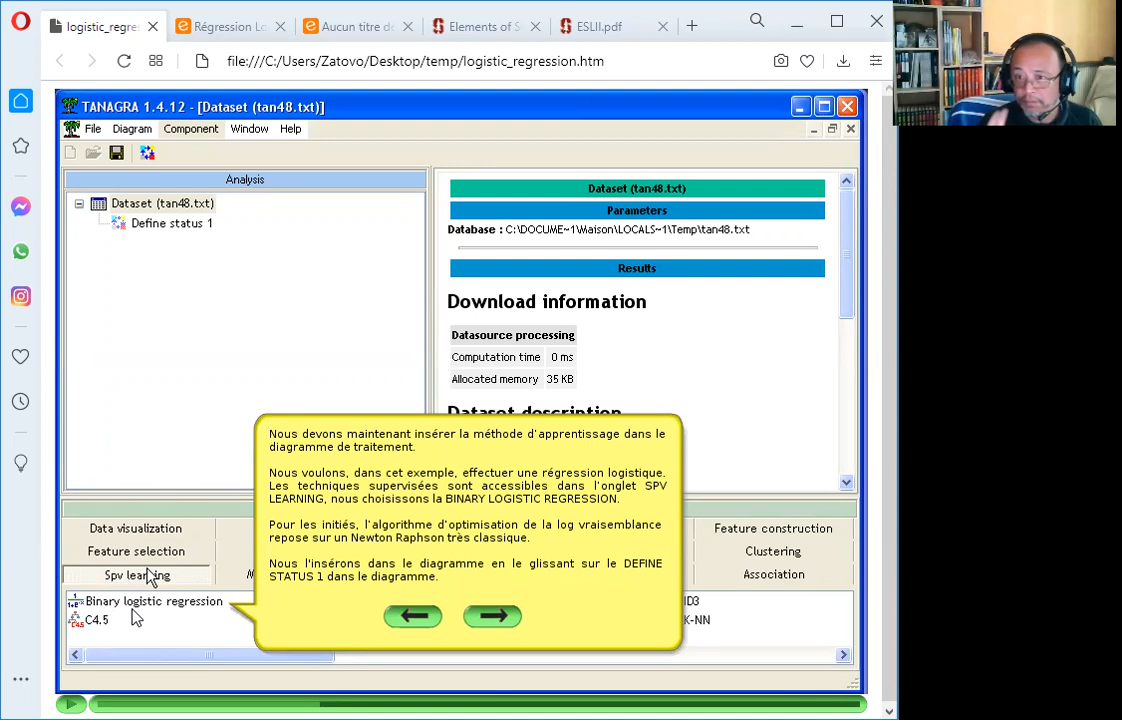 logistic_regre:
Régression Lo
Aucun titre de
Elements of S
ESLII.pdf
file:///C:/Users/Zatovo/Desktop/temp/logistic_regression.htm
TANAGRA 1.4.12 - [Dataset (tan48.txt)]
File Diagram Component Window Help
Analysis
Dataset (tan48.txt)
Define status 1
Dataset (tan48.txt)
Parameters
Database : C:\DOCUME~1\Maison\LOCALS~1\Temp\tan48.txt
Results
Download information
Datasource processing
Computation time 0 ms
Allocated memory 35 KB
Dataset description
Nous devons maintenant insérer la méthode d'apprentissage dans le
diagramme de traitement.
Nous voulons, dans cet exemple, effectuer une régression logistique.
Les techniques supervisées sont accessibles dans l'onglet SPV
LEARNING, nous choisissons la BINARY LOGISTIC REGRESSION.
Pour les initiés, l'algorithme d'optimisation de la log vraisemblance
repose sur un Newton Raphson très classique.
Nous l'insérons dans le diagramme en le glissant sur le DEFINE
STATUS 1 dans le diagramme.
Data visualization
Feature construction
Feature selection
Clustering
Spv learning
Association
Binary logistic regression
ID3
C4.5
K-NN